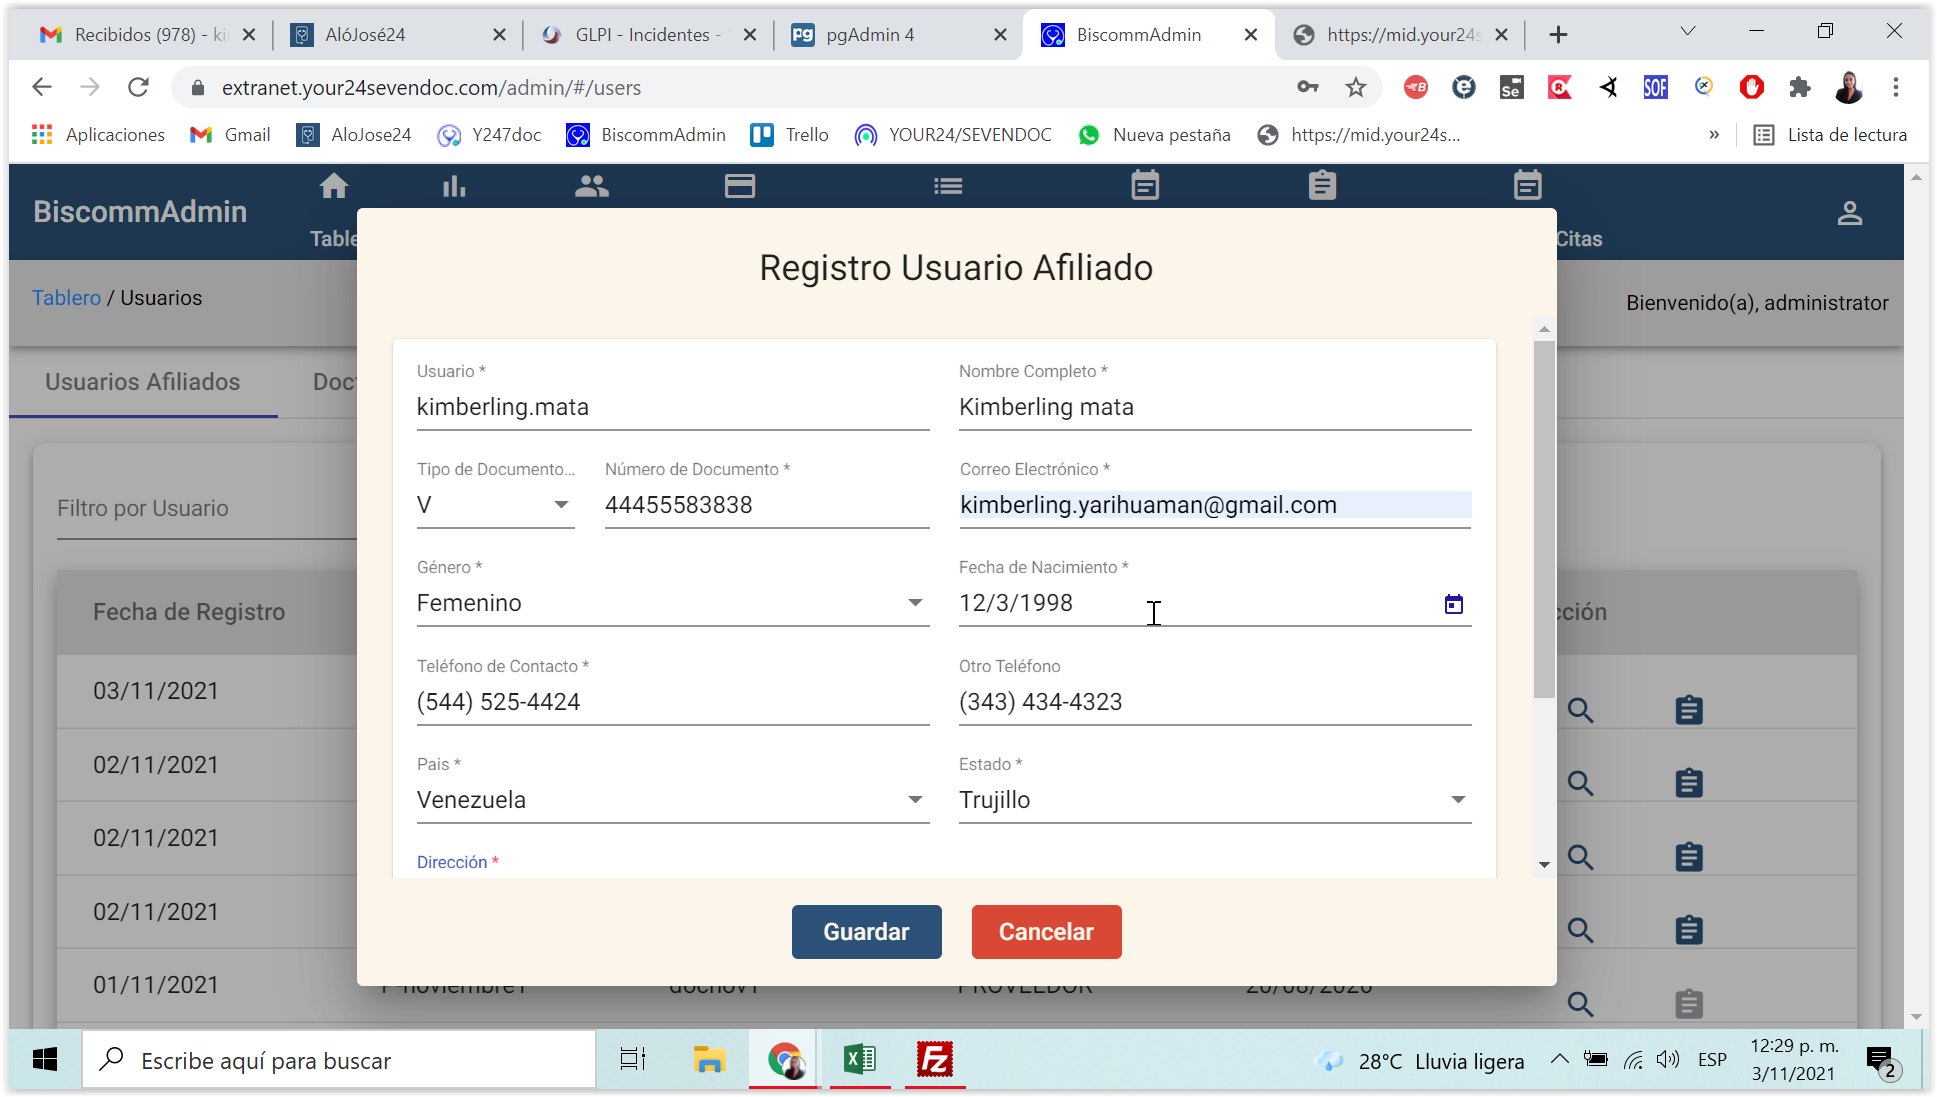 Recibidos (978) - ki
AlóJosé24
GLPI - Incidentes -
pgAdmin 4
BiscommAdmin
https://mid.your24s
extranet.your24sevendoc.com/admin/#/users
Aplicaciones
Gmail
AloJose24
Y247doc
BiscommAdmin
Trello
YOUR24/SEVENDOC
Nueva pestaña
https://mid.your24s...
»
Lista de lectura
BiscommAdmin
Table
Citas
Tablero / Usuarios
Bienvenido(a), administrator
Usuarios Afiliados
Doc
Filtro por Usuario
Fecha de Registro
cción
03/11/2021
02/11/2021
02/11/2021
02/11/2021
01/11/2021
PROVEEDOR
20/08/2020
Registro Usuario Afiliado
Usuario *
kimberling.mata
Nombre Completo *
Kimberling mata
Tipo de Documento...
V
Número de Documento *
44455583838
Correo Electrónico *
kimberling.yarihuaman@gmail.com
Género *
Femenino
Fecha de Nacimiento *
12/3/1998
Teléfono de Contacto *
(544) 525-4424
Otro Teléfono
(343) 434-4323
Pais *
Venezuela
Estado *
Trujillo
Dirección *
Guardar
Cancelar
Escribe aquí para buscar
28°C Lluvia ligera
ESP
12:29 p. m.
3/11/2021
2